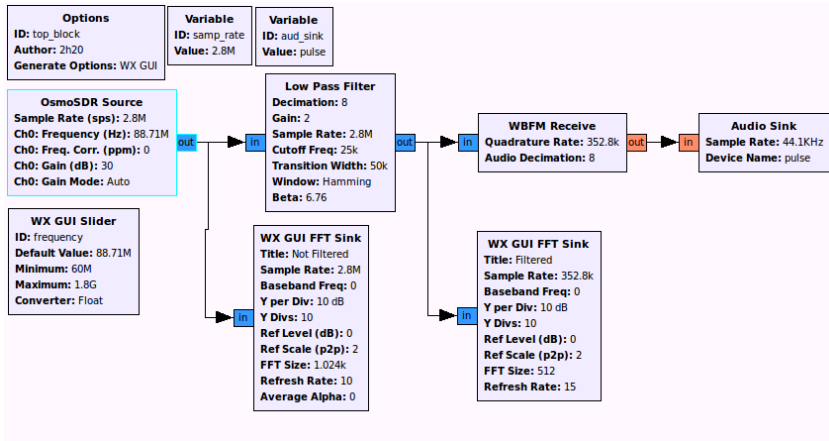 Options
ID: top_block
Author: 2h20
Generate Options: WX GUI
Variable
ID: samp_rate
Value: 2.8M
Variable
ID: aud_sink
Value: pulse
OsmoSDR Source
Sample Rate (sps): 2.8M
Ch0: Frequency (Hz): 88.71M
Ch0: Freq. Corr. (ppm): 0
Ch0: Gain (dB): 30
Ch0: Gain Mode: Auto
out
in
Low Pass Filter
Decimation: 8
Gain: 2
Sample Rate: 2.8M
Cutoff Freq: 25k
Transition Width: 50k
Window: Hamming
Beta: 6.76
out
in
WBFM Receive
Quadrature Rate: 352.8k
Audio Decimation: 8
out
in
Audio Sink
Sample Rate: 44.1KHz
Device Name: pulse
WX GUI Slider
ID: frequency
Default Value: 88.71M
Minimum: 60M
Maximum: 1.8G
Converter: Float
in
WX GUI FFT Sink
Title: Not Filtered
Sample Rate: 2.8M
Baseband Freq: 0
Y per Div: 10 dB
Y Divs: 10
Ref Level (dB): 0
Ref Scale (p2p): 2
FFT Size: 1.024k
Refresh Rate: 10
Average Alpha: 0
in
WX GUI FFT Sink
Title: Filtered
Sample Rate: 352.8k
Baseband Freq: 0
Y per Div: 10 dB
Y Divs: 10
Ref Level (dB): 0
Ref Scale (p2p): 2
FFT Size: 512
Refresh Rate: 15